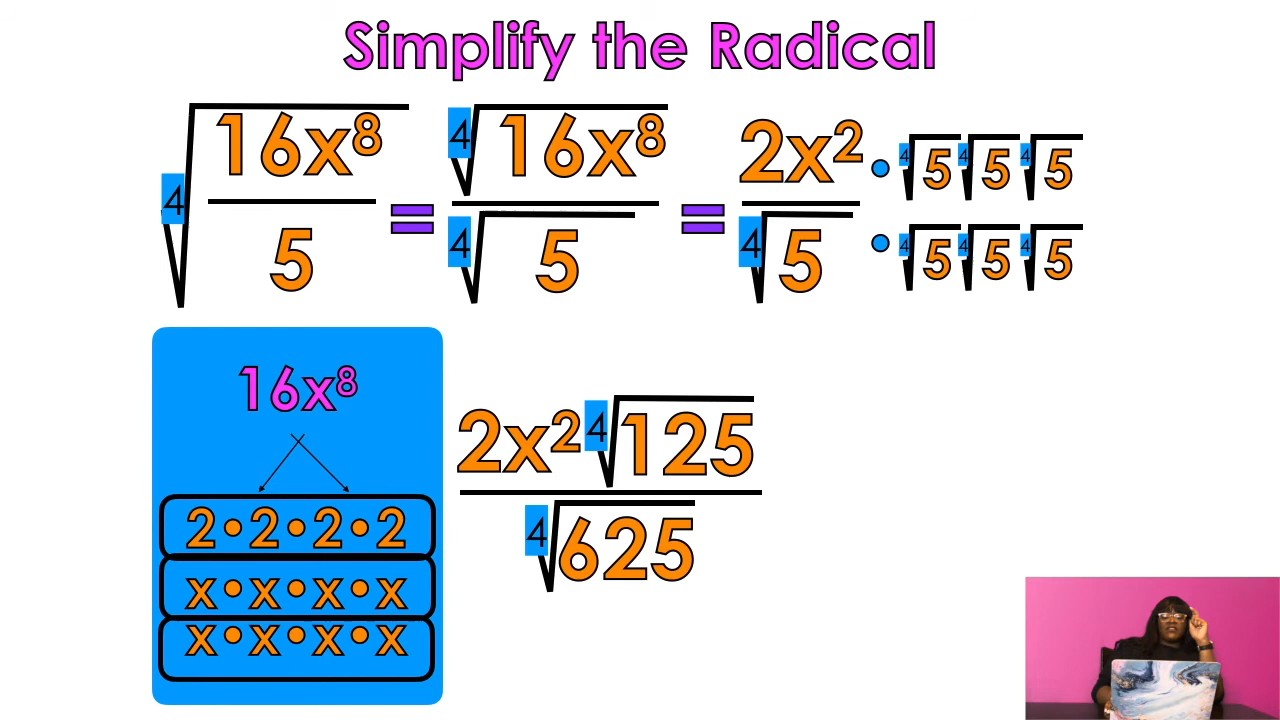 Simplify the Radical
⁴√(16x⁸/5) = ⁴√16x⁸/⁴√5 = 2x²/⁴√5 • ⁴√5 ⁴√5 ⁴√5 / • ⁴√5 ⁴√5 ⁴√5
16x⁸
2•2•2•2
x•x•x•x
x•x•x•x
2x² ⁴√125
⁴√625